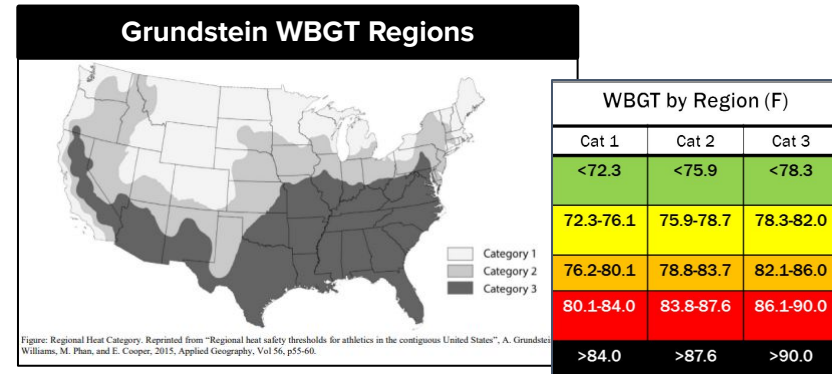 Grundstein WBGT Regions
Category 1
Category 2
Category 3
Figure: Regional Heat Category. Reprinted from “Regional heat safety thresholds for athletics in the contiguous United States”, A. Grundstei
Williams, M. Phan, and E. Cooper, 2015, Applied Geography, Vol 56, p55-60.
WBGT by Region (F)
Cat 1 Cat 2 Cat 3
<72.3 <75.9 <78.3
72.3-76.1 75.9-78.7 78.3-82.0
76.2-80.1 78.8-83.7 82.1-86.0
80.1-84.0 83.8-87.6 86.1-90.0
>84.0 >87.6 >90.0